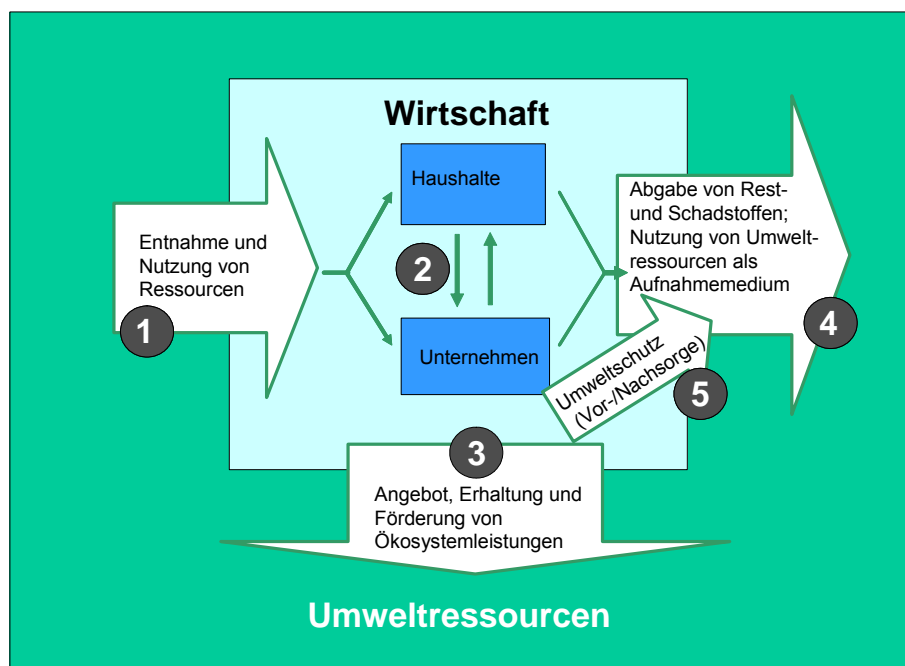 Wirtschaft
Haushalte
Entnahme und
Nutzung von
Ressourcen
1
2
Unternehmen
Abgabe von Rest-
und Schadstoffen;
Nutzung von Umwelt-
ressourcen als
Aufnahmemedium
4
Umweltschutz
(Vor-/Nachsorge)
5
3
Angebot, Erhaltung und
Förderung von
Ökosystemleistungen
Umweltressourcen